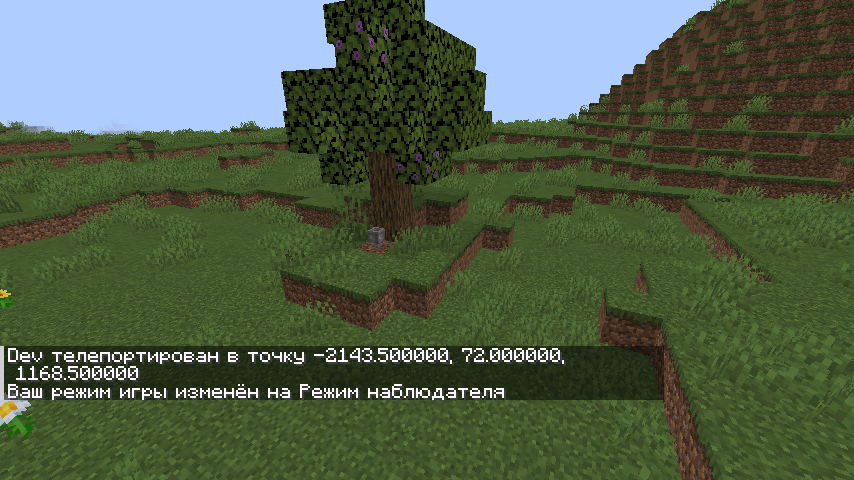 Dev телепортирован в точку -2143.500000, 72.000000,
1168.500000
Ваш режим игры изменён на Режим наблюдателя